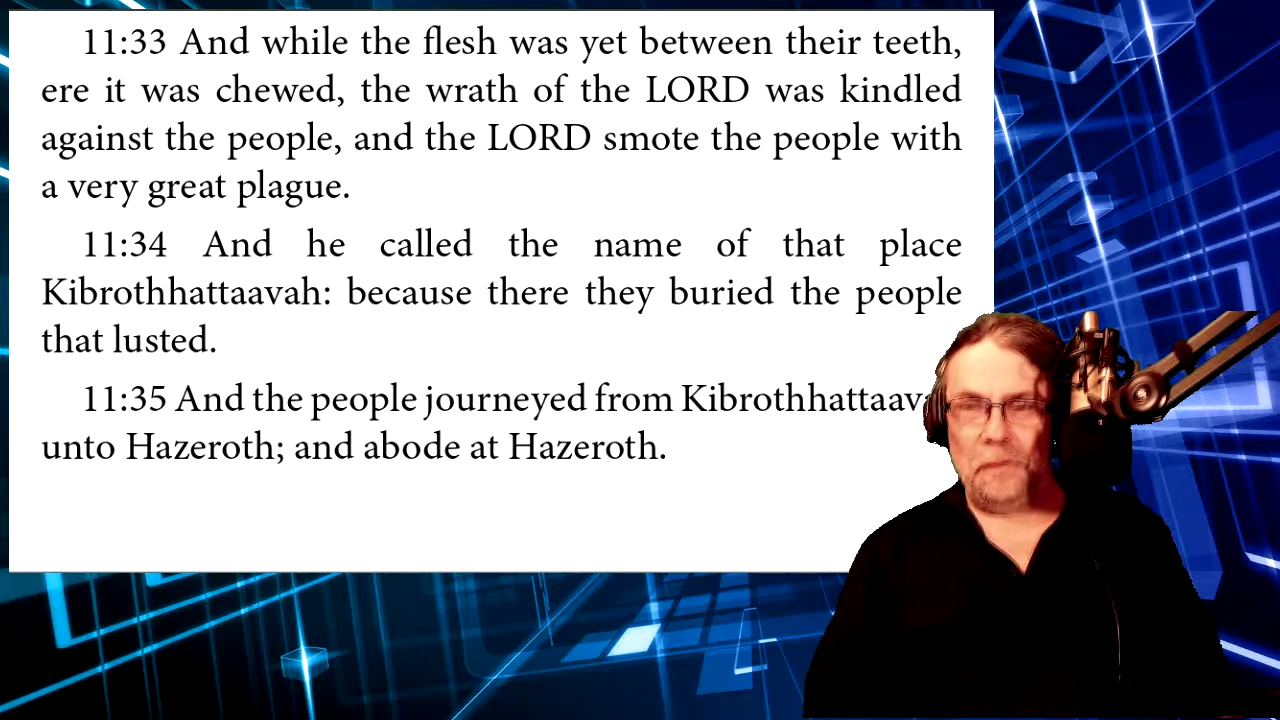 11:33 And while the flesh was yet between their teeth,
ere it was chewed, the wrath of the LORD was kindled
against the people, and the LORD smote the people with
a very great plague.
11:34 And he called the name of that place
Kibrothhattaavah: because there they buried the people
that lusted.
11:35 And the people journeyed from
unto Hazeroth; and abode at Hazeroth.